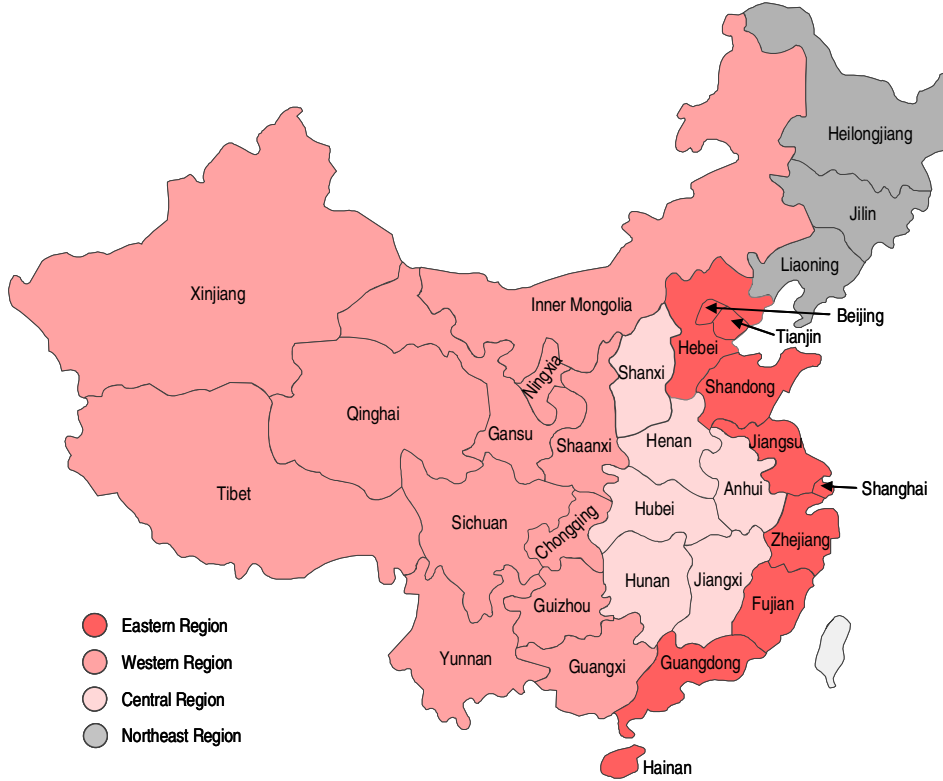 Heilongjiang
Jilin
Liaoning
Xinjiang
Inner Mongolia
Beijing
Tianjin
Hebei
Shanxi
Ningxia
Shandong
Qinghai
Gansu
Shaanxi
Henan
Jiangsu
Tibet
Anhui
Shanghai
Sichuan
Hubei
Chongqing
Zhejiang
Hunan
Jiangxi
Guizhou
Fujian
Yunnan
Guangxi
Guangdong
Hainan
Eastern Region
Western Region
Central Region
Northeast Region